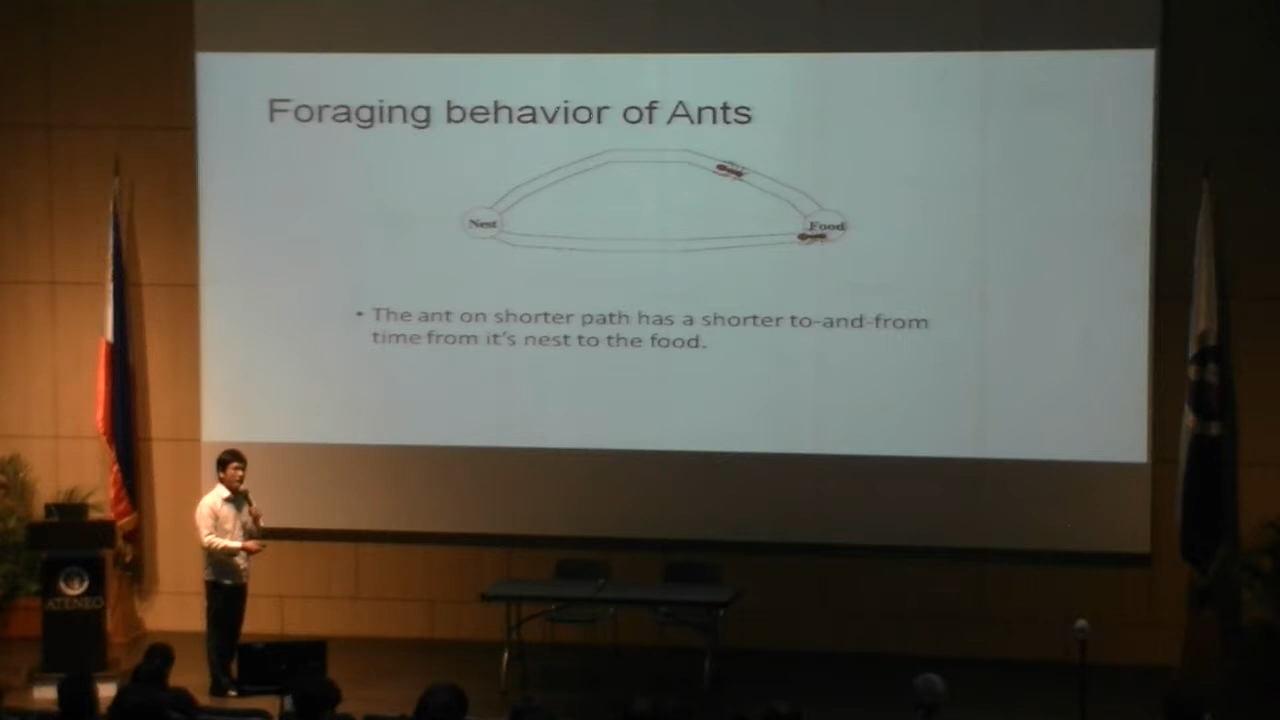 Foraging behavior of Ants
Nest
Food
• The ant on shorter path has a shorter to-and-from
time from it's nest to the food.
ATENEO